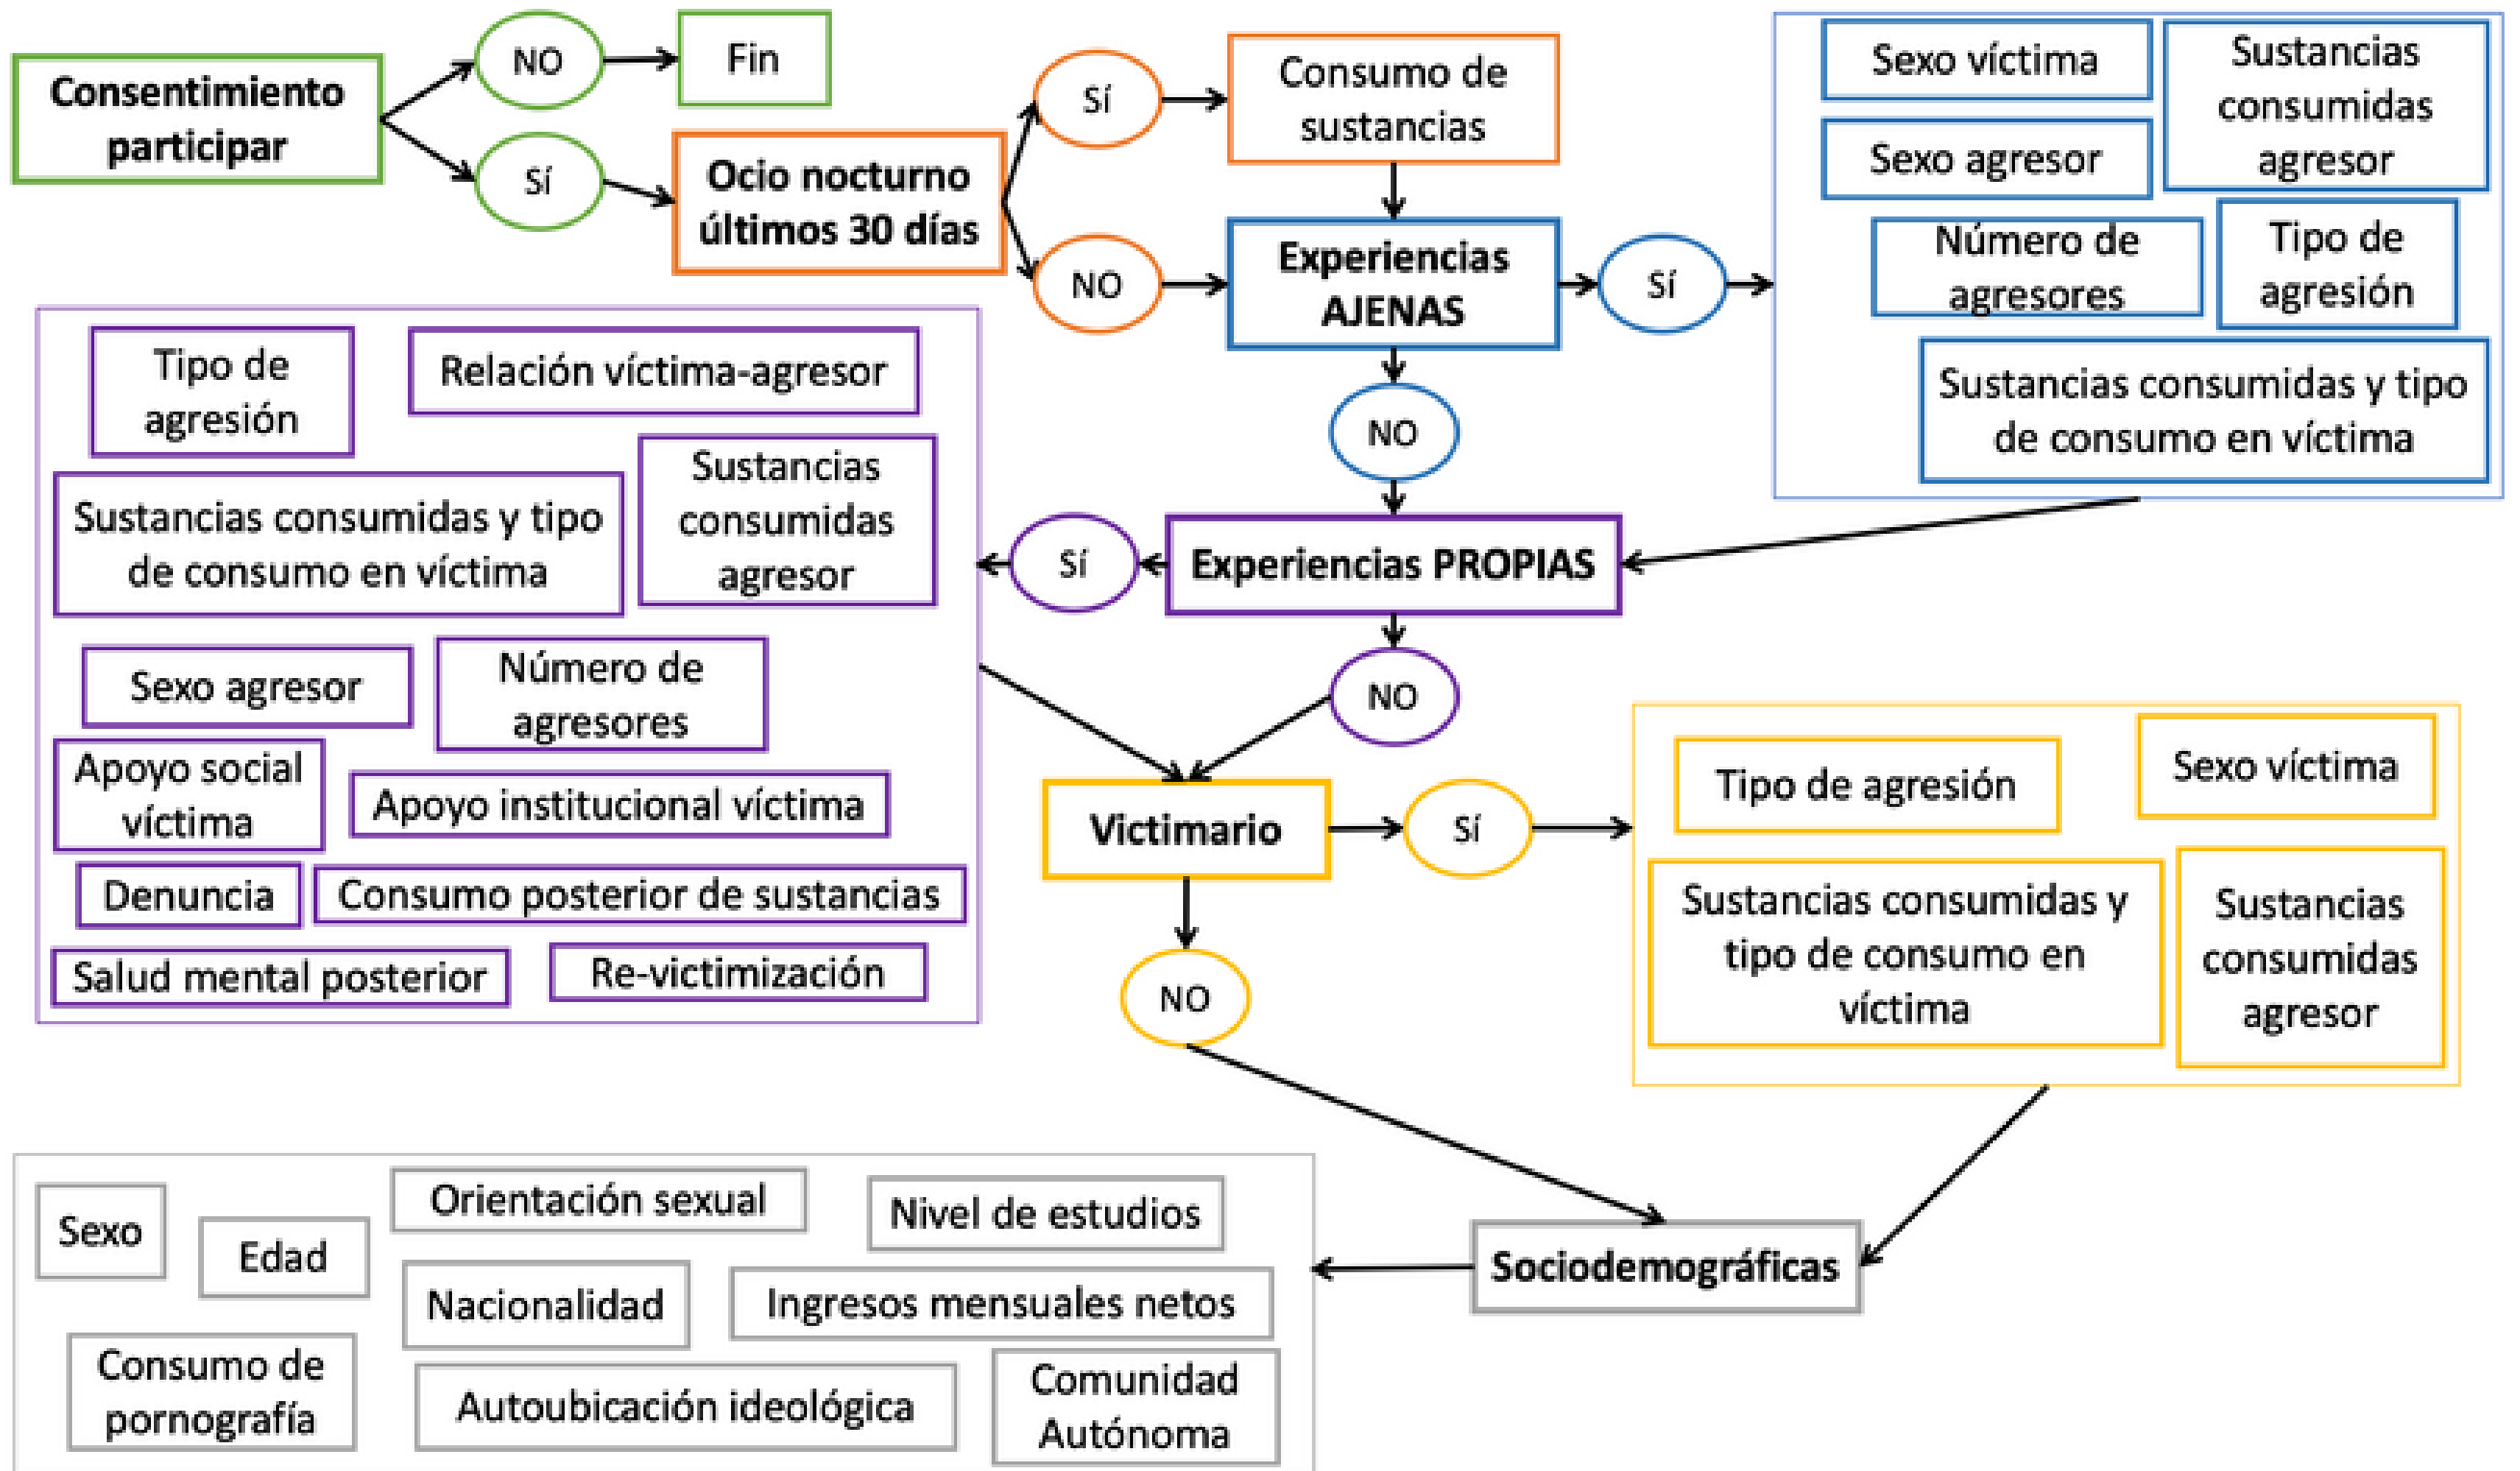 Consentimiento
participar
NO
Fin
Sí
Ocio nocturno
últimos 30 días
Sí
Consumo de
sustancias
NO
Experiencias
AJENAS
Sí
Sexo víctima
Sustancias
consumidas
agresor
Sexo agresor
Número de
agresores
Tipo de
agresión
Sustancias consumidas y tipo
de consumo en víctima
NO
Experiencias PROPIAS
Sí
Tipo de
agresión
Relación víctima-agresor
Sustancias consumidas y tipo
de consumo en víctima
Sustancias
consumidas
agresor
Sexo agresor
Número de
agresores
Apoyo social
víctima
Apoyo institucional víctima
Denuncia
Consumo posterior de sustancias
Salud mental posterior
Re-victimización
NO
Victimario
Sí
Tipo de agresión
Sexo víctima
Sustancias consumidas y
tipo de consumo en
víctima
Sustancias
consumidas
agresor
NO
Sociodemográficas
Sexo
Edad
Orientación sexual
Nivel de estudios
Nacionalidad
Ingresos mensuales netos
Consumo de
pornografía
Autoubicación ideológica
Comunidad
Autónoma